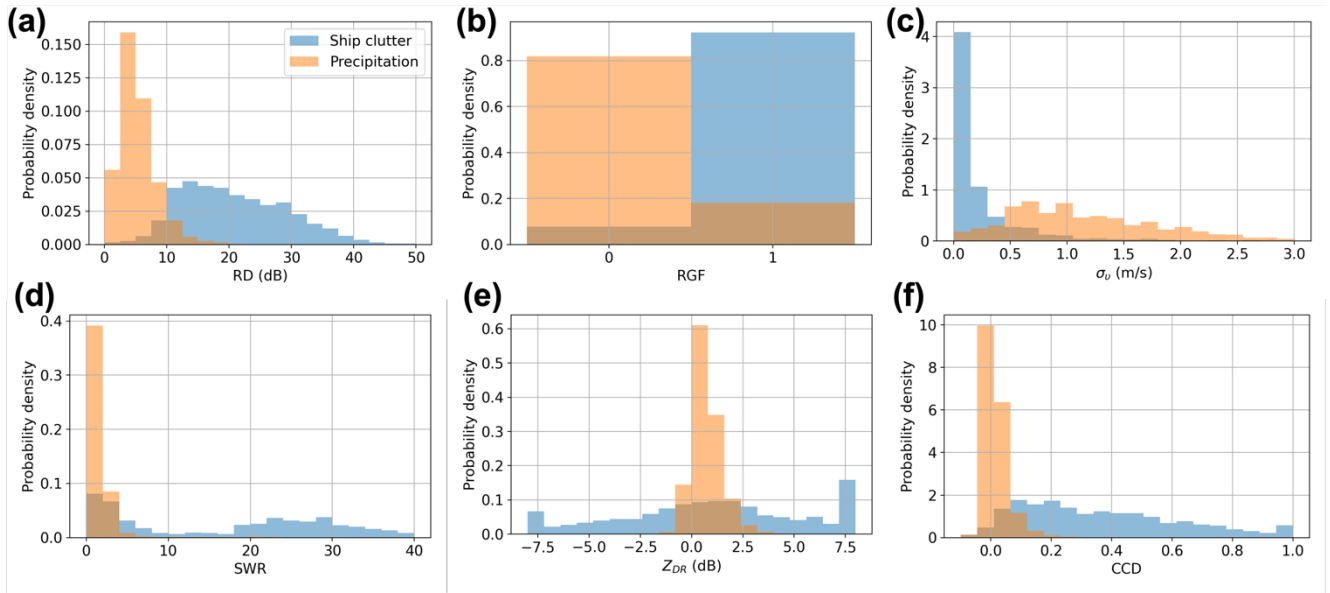 (a)
Probability density
0.150
0.125
0.100
0.075
0.050
0.025
0.000
0 10 20 30 40 50
RD (dB)
Ship clutter
Precipitation
(b)
Probability density
0.8
0.6
0.4
0.2
0.0
0 1
RGF
(c)
Probability density
4
3
2
1
0
0.0 0.5 1.0 1.5 2.0 2.5 3.0
σᵥ (m/s)
(d)
Probability density
0.4
0.3
0.2
0.1
0.0
0 10 20 30 40
SWR
(e)
Probability density
0.6
0.5
0.4
0.3
0.2
0.1
0.0
−7.5 −5.0 −2.5 0.0 2.5 5.0 7.5
Z_DR (dB)
(f)
Probability density
10
8
6
4
2
0
0.0 0.2 0.4 0.6 0.8 1.0
CCD